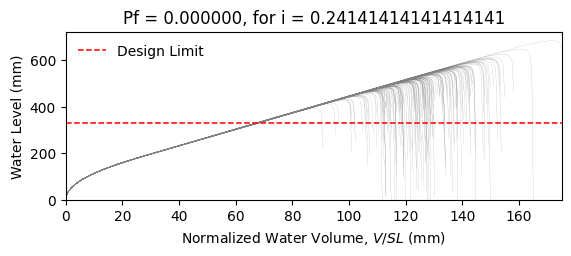 Pf = 0.000000, for i = 0.24141414141414141
Design Limit
Water Level (mm)
600
400
200
0
0 20 40 60 80 100 120 140 160
Normalized Water Volume, V/SL (mm)